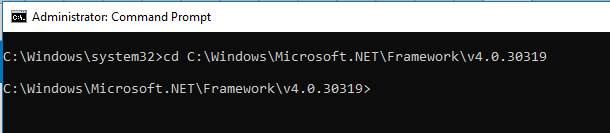 Administrator: Command Prompt
C:\Windows\system32>cd C:\Windows\Microsoft.NET\Framework\v4.0.30319
C:\Windows\Microsoft.NET\Framework\v4.0.30319>